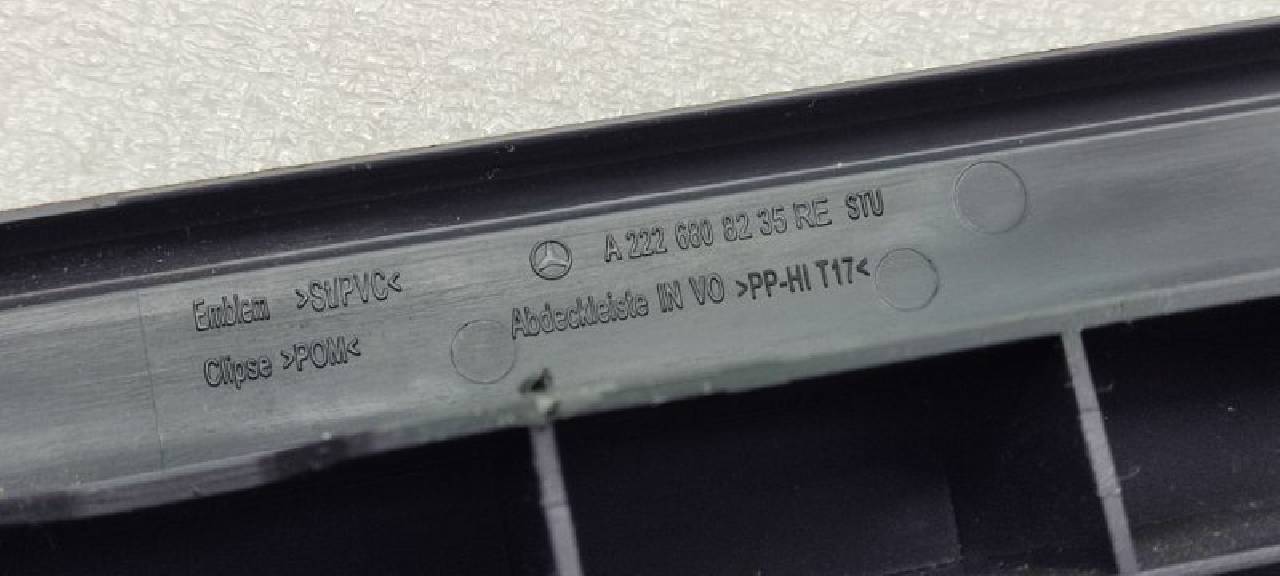 A 222 680 82 35 RE STU
Abdeckleiste IN VO >PP-HI T17<
Emblem >St/PVC<
Clipse >POM<